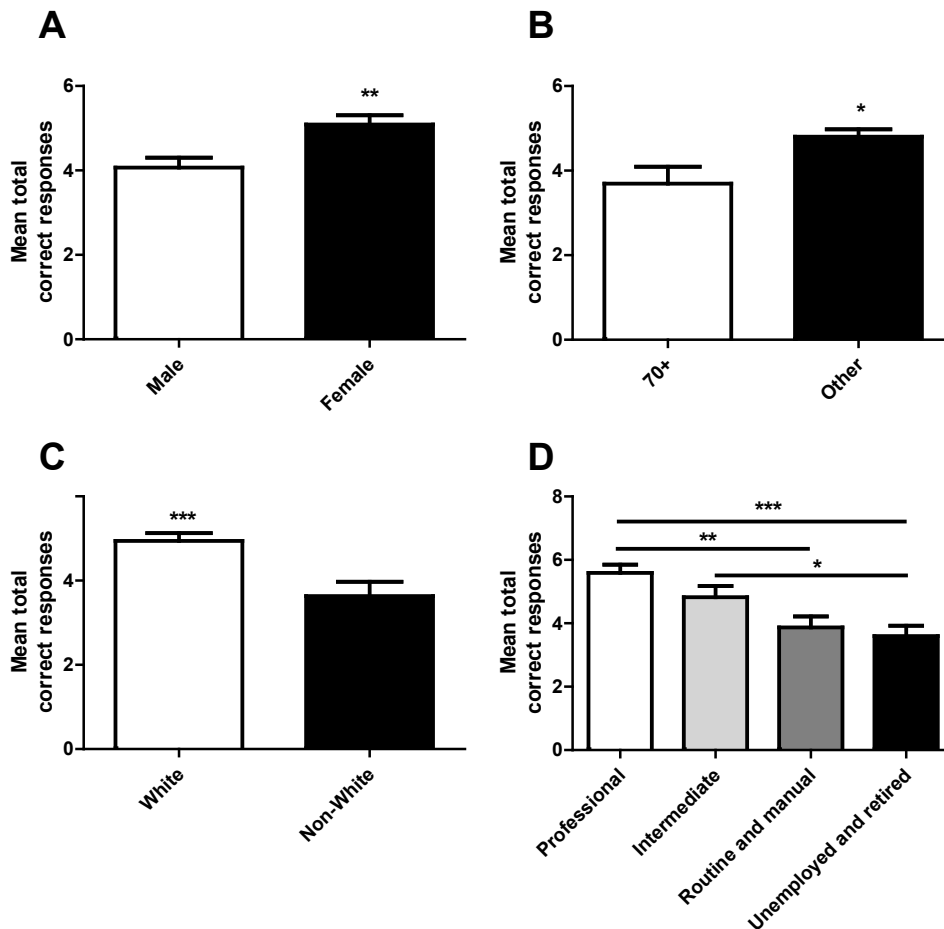 A
Mean total
correct responses
6
4
2
0
**
Male
Female
B
Mean total
correct responses
6
4
2
0
*
70+
Other
C
Mean total
correct responses
4
2
0
***
White
Non-White
D
Mean total
correct responses
8
6
4
2
0
***
**
*
Professional
Intermediate
Routine and manual
Unemployed and retired